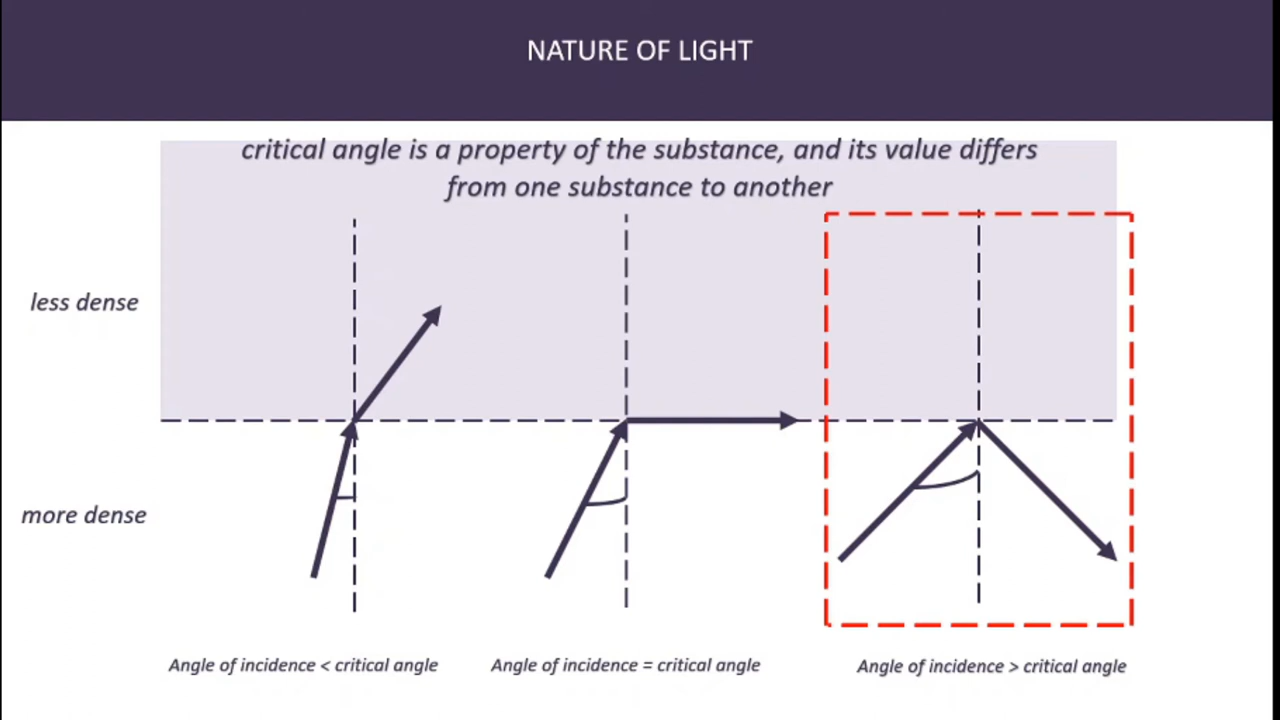 NATURE OF LIGHT
critical angle is a property of the substance, and its value differs
from one substance to another
less dense
more dense
Angle of incidence < critical angle
Angle of incidence = critical angle
Angle of incidence > critical angle